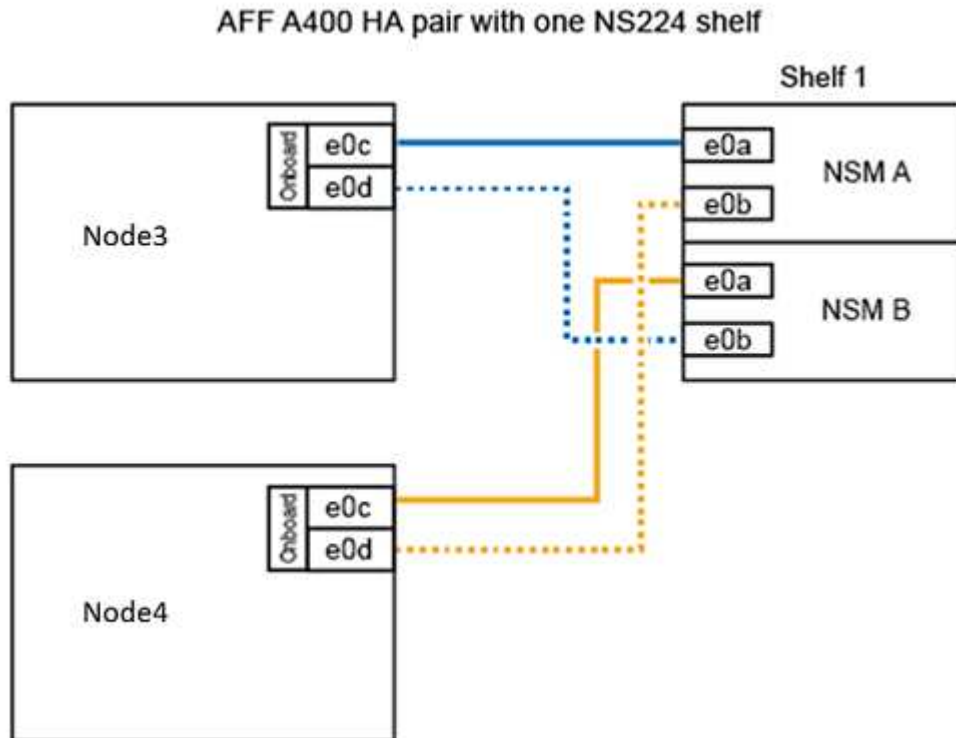 AFF A400 HA pair with one NS224 shelf
Shelf 1
Onboard
e0c
e0d
Node3
e0a
NSM A
e0b
e0a
NSM B
e0b
Onboard
e0c
e0d
Node4